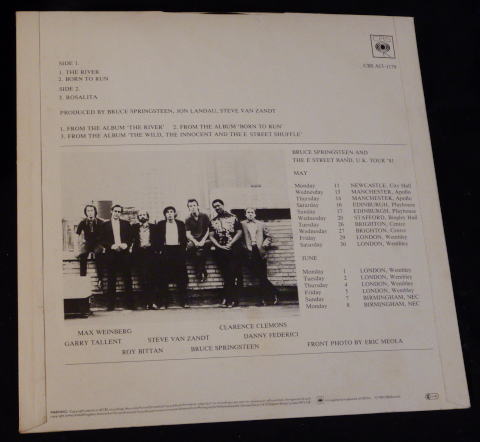 CBS
CBS A13-1179
SIDE 1.
1. THE RIVER
2. BORN TO RUN
SIDE 2.
3. ROSALITA
PRODUCED BY BRUCE SPRINGSTEEN, JON LANDAU, STEVE VAN ZANDT
1. FROM THE ALBUM 'THE RIVER' 2. FROM THE ALBUM 'BORN TO RUN'
3. FROM THE ALBUM 'THE WILD, THE INNOCENT AND THE E STREET SHUFFLE'
BRUCE SPRINGSTEEN AND
THE E STREET BAND, U.K. TOUR '81
MAY
Monday 11 NEWCASTLE, City Hall
Wednesday 13 MANCHESTER, Apollo
Thursday 14 MANCHESTER, Apollo
Saturday 16 EDINBURGH, Playhouse
Sunday 17 EDINBURGH, Playhouse
Wednesday 20 STAFFORD, Bingley Hall
Tuesday 26 BRIGHTON, Centre
Wednesday 27 BRIGHTON, Centre
Friday 29 LONDON, Wembley
Saturday 30 LONDON, Wembley
JUNE
Monday 1 LONDON, Wembley
Tuesday 2 LONDON, Wembley
Thursday 4 LONDON, Wembley
Friday 5 LONDON, Wembley
Sunday 7 BIRMINGHAM, NEC
Monday 8 BIRMINGHAM, NEC
MAX WEINBERG
CLARENCE CLEMONS
GARRY TALLENT
STEVE VAN ZANDT
DANNY FEDERICI
ROY BITTAN
BRUCE SPRINGSTEEN
FRONT PHOTO BY ERIC MEOLA
WARNING: